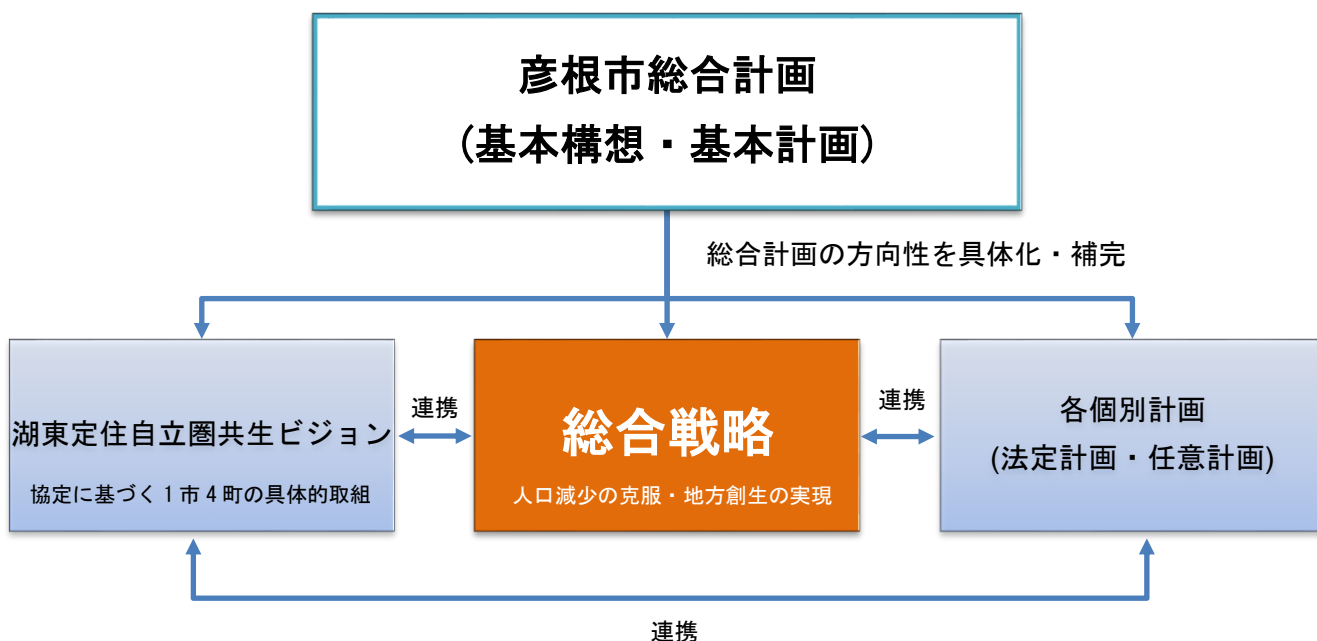 彦根市総合計画
(基本構想・基本計画)
総合計画の方向性を具体化・補完
湖東定住自立圏共生ビジョン
協定に基づく1市4町の具体的取組
連携
総合戦略
人口減少の克服・地方創生の実現
連携
各個別計画
(法定計画・任意計画)
連携